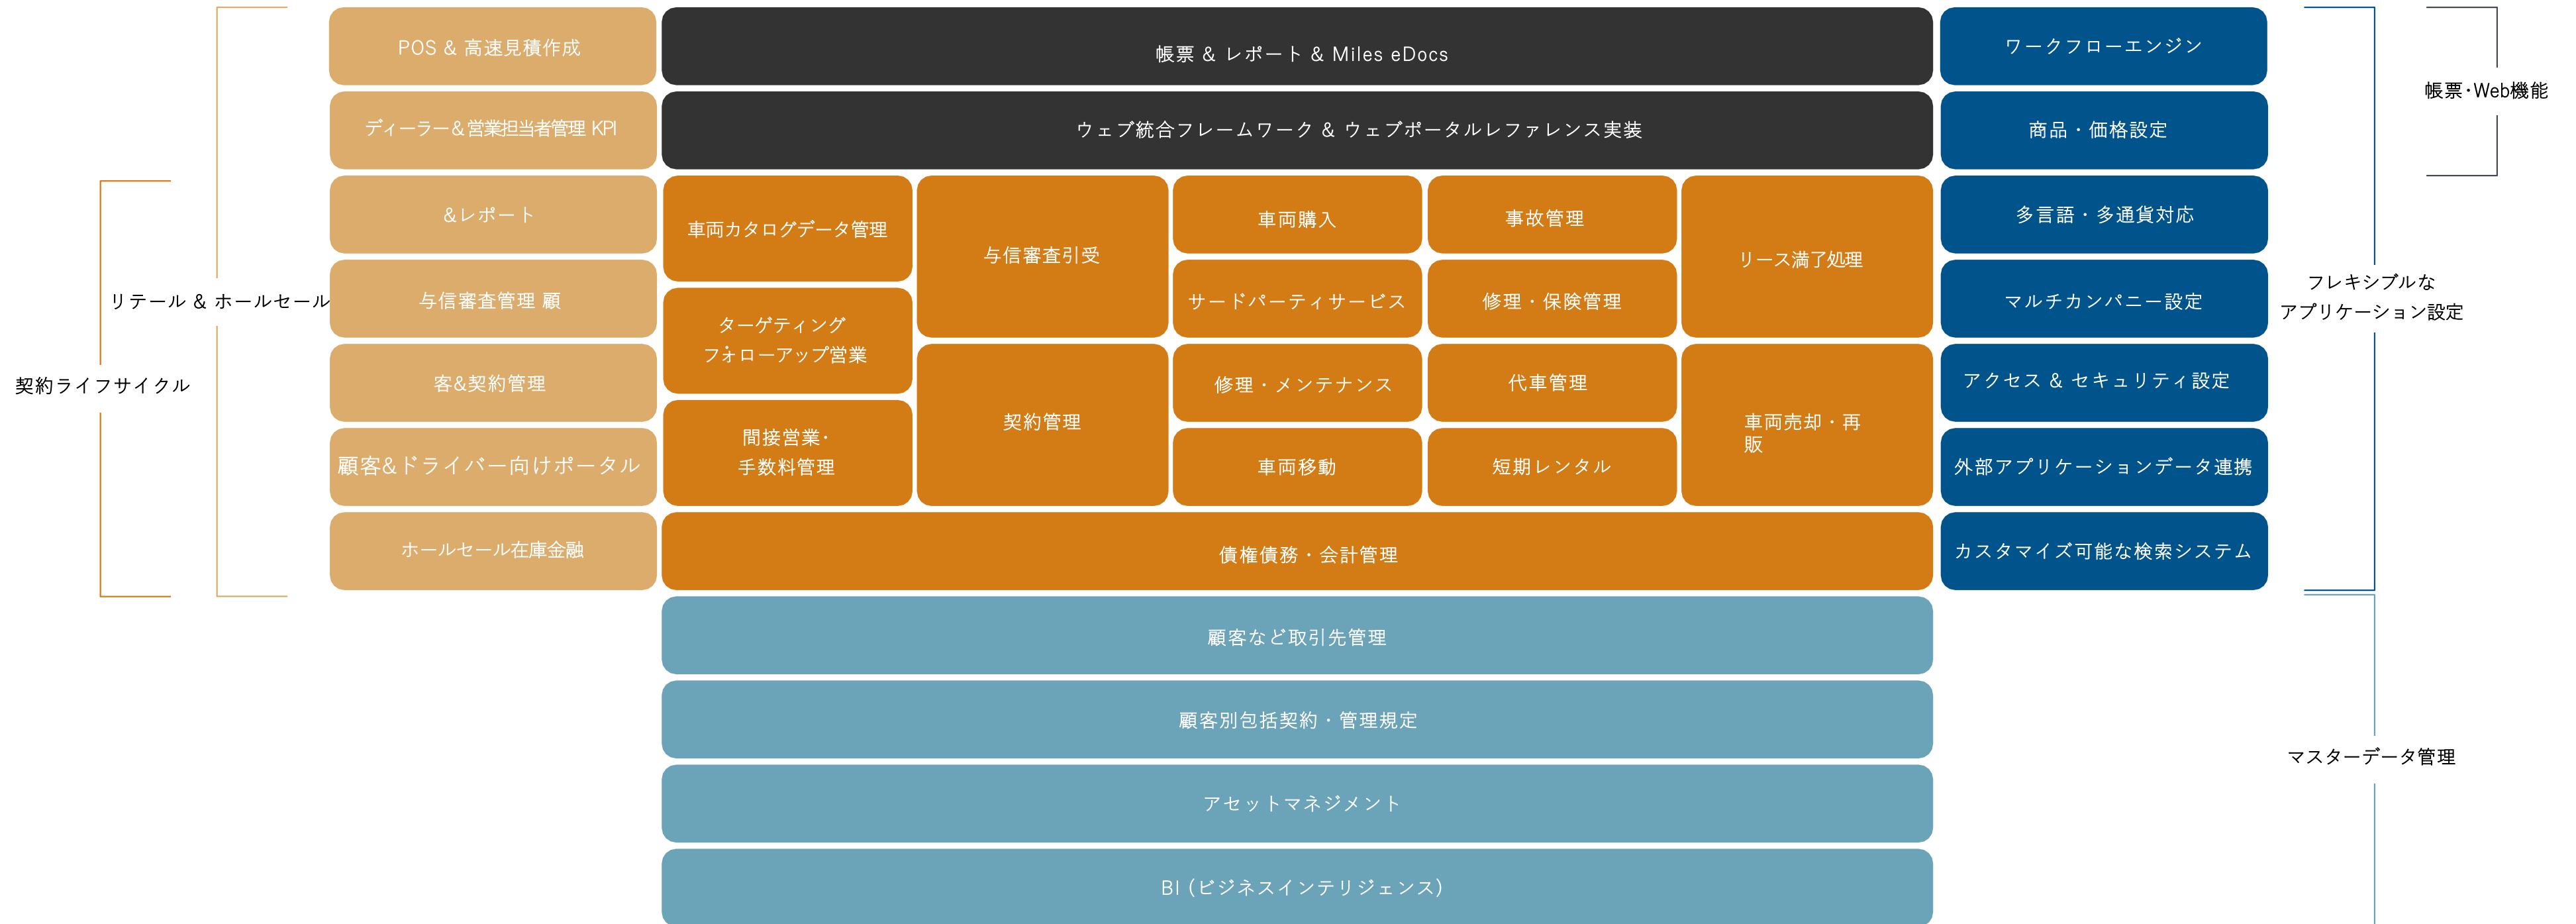 契約ライフサイクル
リテール & ホールセール
POS & 高速見積作成
ディーラー&営業担当者管理 KPI
&レポート
与信審査管理 顧
客&契約管理
顧客&ドライバー向けポータル
ホールセール在庫金融
帳票 & レポート & Miles eDocs
ウェブ統合フレームワーク & ウェブポータルレファレンス実装
車両カタログデータ管理
ターゲティング
フォローアップ営業
間接営業・
手数料管理
与信審査引受
契約管理
車両購入
サードパーティサービス
修理・メンテナンス
車両移動
事故管理
修理・保険管理
代車管理
短期レンタル
リース満了処理
車両売却・再
販
債権債務・会計管理
顧客など取引先管理
顧客別包括契約・管理規定
アセットマネジメント
BI (ビジネスインテリジェンス)
ワークフローエンジン
商品・価格設定
多言語・多通貨対応
マルチカンパニー設定
アクセス & セキュリティ設定
外部アプリケーションデータ連携
カスタマイズ可能な検索システム
フレキシブルな
アプリケーション設定
帳票・Web機能
マスターデータ管理